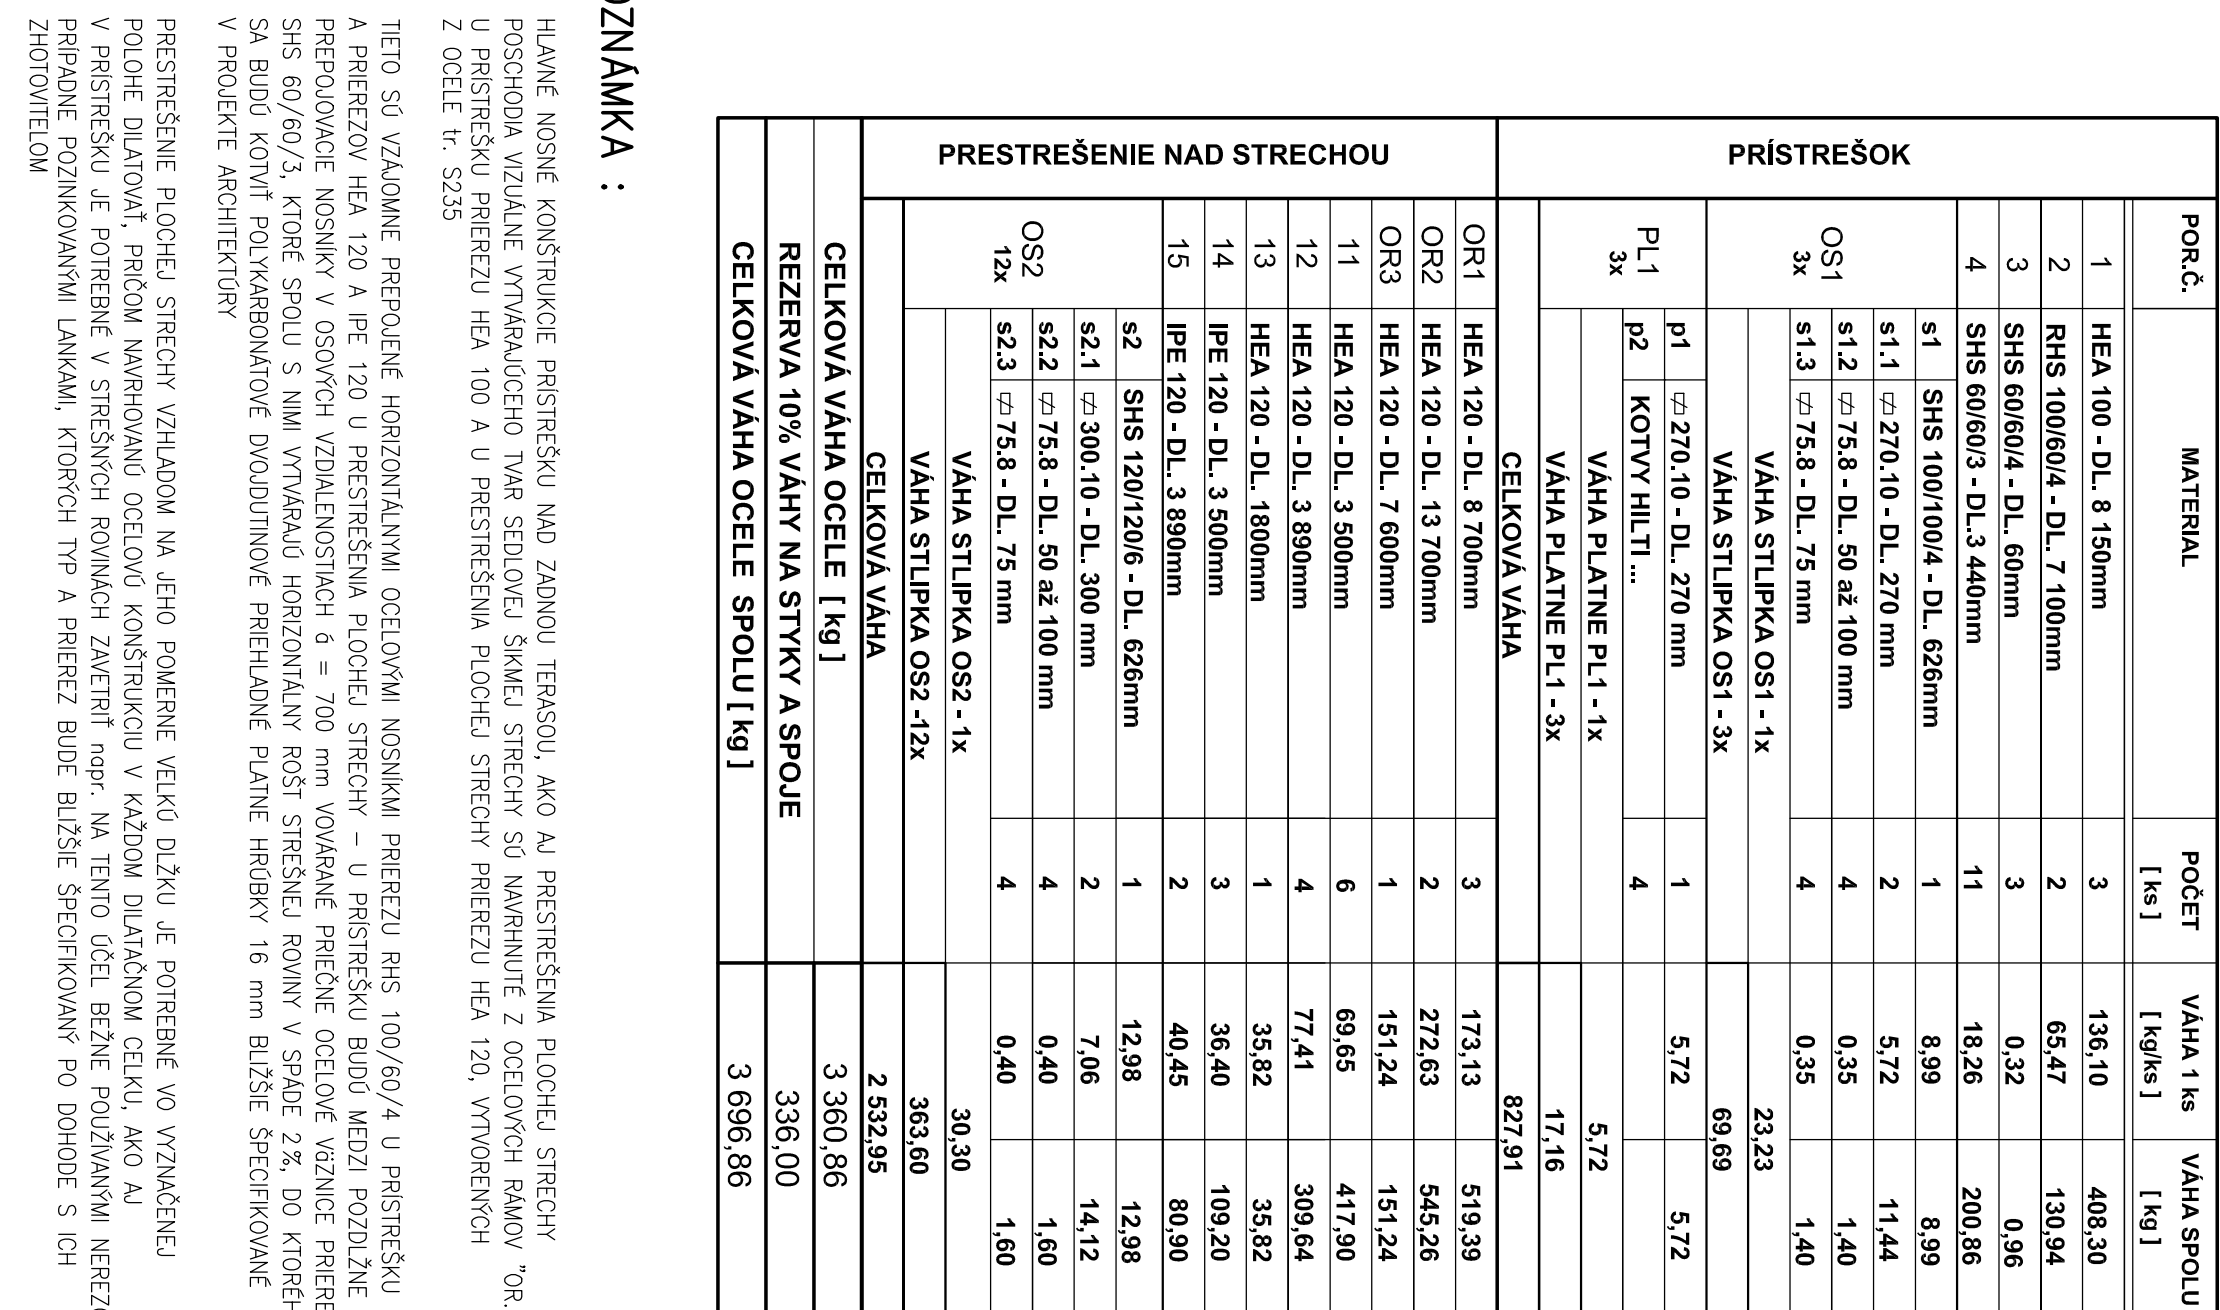 POR.Č. MATERIAL POČET [ ks ] VÁHA 1 ks [ kg/ks ] VÁHA SPOLU [ kg ]
PRÍSTREŠOK
1 HEA 100 - DL. 8 150mm 3 136,10 408,30
2 RHS 100/60/4 - DL. 7 100mm 2 65,47 130,94
3 SHS 60/60/4 - DL. 60mm 3 0,32 0,96
4 SHS 60/60/3 - DL.3 440mm 11 18,26 200,86
OS1 3x
s1 SHS 100/100/4 - DL. 626mm 1 8,99 8,99
s1.1 270.10 - DL. 270 mm 2 5,72 11,44
s1.2 75.8 - DL. 50 až 100 mm 4 0,35 1,40
s1.3 75.8 - DL. 75 mm 4 0,35 1,40
VÁHA STLIPKA OS1 - 1x 23,23
VÁHA STLIPKA OS1 - 3x 69,69
PL1 3x
p1 270.10 - DL. 270 mm 1 5,72 5,72
p2 KOTVY HILTI ... 4
VÁHA PLATNE PL1 - 1x 5,72
VÁHA PLATNE PL1 - 3x 17,16
CELKOVÁ VÁHA 827,91
PRESTREŠENIE NAD STRECHOU
OR1 HEA 120 - DL. 8 700mm 3 173,13 519,39
OR2 HEA 120 - DL. 13 700mm 2 272,63 545,26
OR3 HEA 120 - DL. 7 600mm 1 151,24 151,24
11 HEA 120 - DL. 3 500mm 6 69,65 417,90
12 HEA 120 - DL. 3 890mm 4 77,41 309,64
13 HEA 120 - DL. 1800mm 1 35,82 35,82
14 IPE 120 - DL. 3 500mm 3 36,40 109,20
15 IPE 120 - DL. 3 890mm 2 40,45 80,90
OS2 12x
s2 SHS 120/120/6 - DL. 626mm 1 12,98 12,98
s2.1 300.10 - DL. 300 mm 2 7,06 14,12
s2.2 75.8 - DL. 50 až 100 mm 4 0,40 1,60
s2.3 75.8 - DL. 75 mm 4 0,40 1,60
VÁHA STLIPKA OS2 - 1x 30,30
VÁHA STLIPKA OS2 -12x 363,60
CELKOVÁ VÁHA 2 532,95
CELKOVÁ VÁHA OCELE [ kg ] 3 360,86
REZERVA 10% VÁHY NA STYKY A SPOJE 336,00
CELKOVÁ VÁHA OCELE SPOLU [ kg ] 3 696,86
OZNÁMKA :
HLAVNÉ NOSNÉ KONŠTRUKCIE PRÍSTREŠKU NAD ZADNOU TERASOU, AKO AJ PRESTREŠENIA PLOCHEJ STRECHY
POSCHODIA VIZUÁLNE VYTVÁRAJÚCEHO TVAR SEDLOVEJ ŠIKMEJ STRECHY SÚ NAVRHNUTÉ Z OCELOVÝCH RÁMOV "OR.
U PRÍSTREŠKU PRIEREZU HEA 100 A U PRESTREŠENIA PLOCHEJ STRECHY PRIEREZU HEA 120, VYTVORENÝCH
Z OCELE tr. S235
TIETO SÚ VZÁJOMNE PREPOJENÉ HORIZONTÁLNYMI OCELOVÝMI NOSNÍKMI PRIEREZU RHS 100/60/4 U PRÍSTREŠKU
A PRIEREZOV HEA 120 A IPE 120 U PRESTREŠENIA PLOCHEJ STRECHY – U PRÍSTREŠKU BUDÚ MEDZI POZDLŽNE
PREPOJOVACIE NOSNÍKY V OSOVÝCH VZDIALENOSTIACH á = 700 mm VOVÁRANÉ PRIEČNE OCELOVÉ VäZNICE PRIERE
SHS 60/60/3, KTORÉ SPOLU S NIMI VYTVÁRAJÚ HORIZONTÁLNY ROŠT STREŠNEJ ROVINY V SPÁDE 2%, DO KTORÉH
SA BUDÚ KOTVIŤ POLYKARBONÁTOVÉ DVOJDUTINOVÉ PRIEHLADNÉ PLATNE HRÚBKY 16 mm BLIŽŠIE ŠPECIFIKOVANÉ
V PROJEKTE ARCHITEKTÚRY
PRESTREŠENIE PLOCHEJ STRECHY VZHLADOM NA JEHO POMERNE VELKÚ DLŽKU JE POTREBNÉ VO VYZNAČENEJ
POLOHE DILATOVAŤ, PRIČOM NAVRHOVANÚ OCELOVÚ KONŠTRUKCIU V KAŽDOM DILATAČNOM CELKU, AKO AJ
V PRÍSTREŠKU JE POTREBNÉ V STREŠNÝCH ROVINÁCH ZAVETRIŤ napr. NA TENTO ÚČEL BEŽNE POUŽÍVANÝMI NEREZO
PRÍPADNE POZINKOVANÝMI LANKAMI, KTORÝCH TYP A PRIEREZ BUDE BLIŽŠIE ŠPECIFIKOVANÝ PO DOHODE S ICH
ZHOTOVITELOM